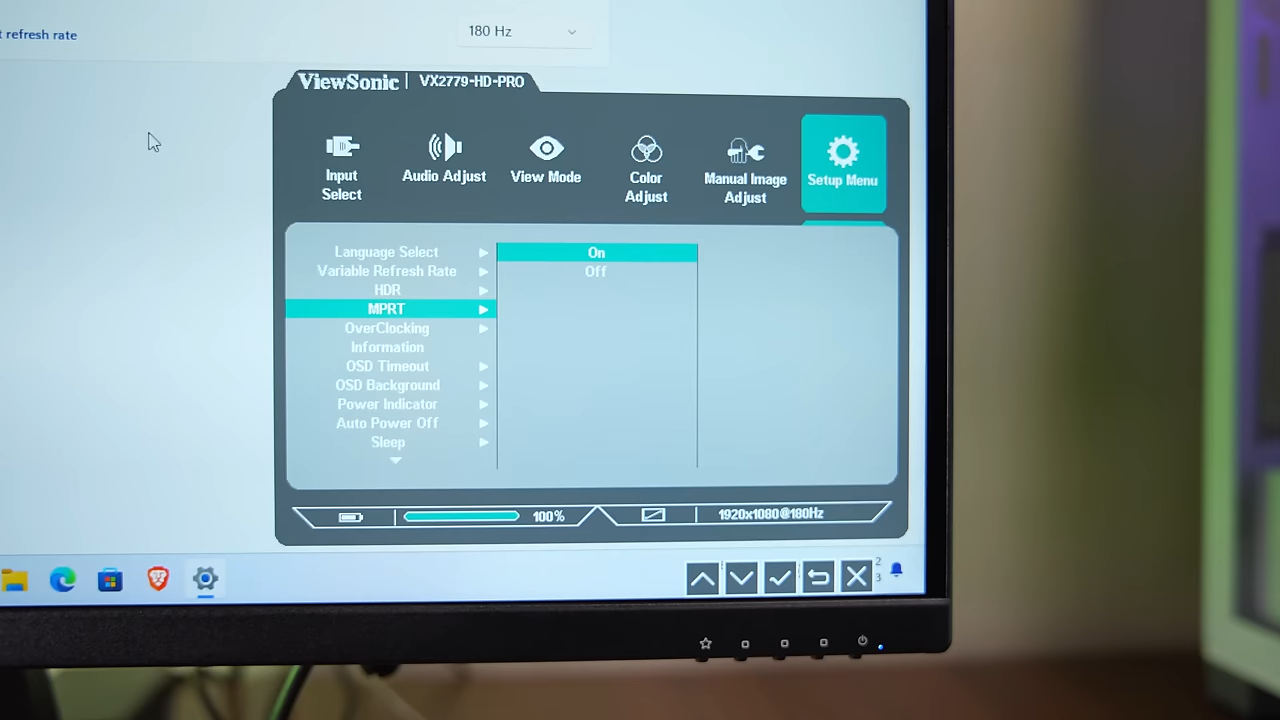 t refresh rate
180 Hz
ViewSonic | VX2779-HD-PRO
Input Select
Audio Adjust
View Mode
Color Adjust
Manual Image Adjust
Setup Menu
Language Select
Variable Refresh Rate
HDR
MPRT
OverClocking
Information
OSD Timeout
OSD Background
Power Indicator
Auto Power Off
Sleep
On
Off
100%
1920x1080@180Hz
2
3